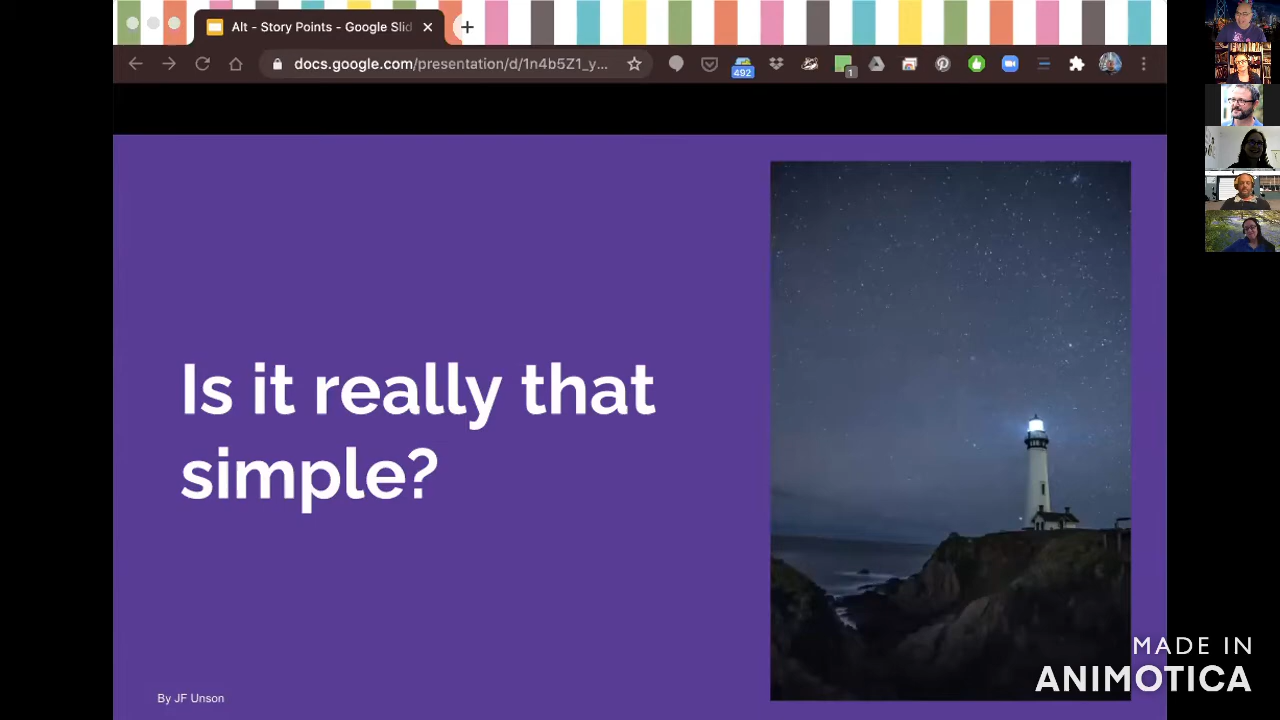 Alt - Story Points - Google Slid
docs.google.com/presentation/d/1n4b5Z1_y...
492
1
Is it really that
simple?
By JF Unson
MADE IN
ANIMOTICA